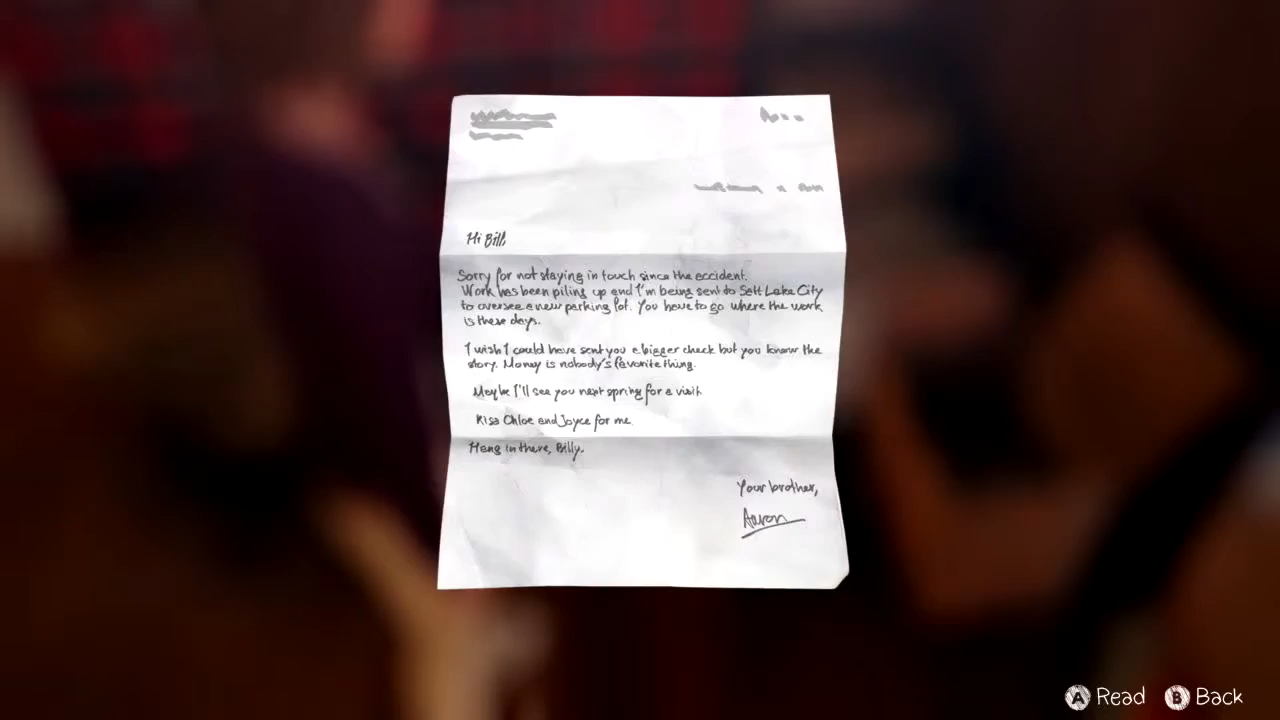 Hi Bill
Sorry for not staying in touch since the accident.
Work has been piling up and I'm being sent to Salt Lake City
to oversee a new parking lot. You have to go where the work
is these days.
I wish I could have sent you a bigger check but you know the
story. Money is nobody's favorite thing.
Maybe I'll see you next spring for a visit.
Kiss Chloe and Joyce for me.
Hang in there, Billy.
Your brother,
Aaron
A Read B Back